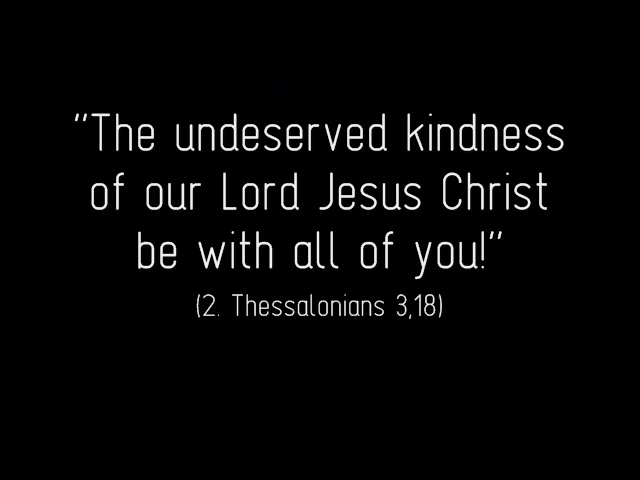 "The undeserved kindness
of our Lord Jesus Christ
be with all of you!"
(2. Thessalonians 3,18)